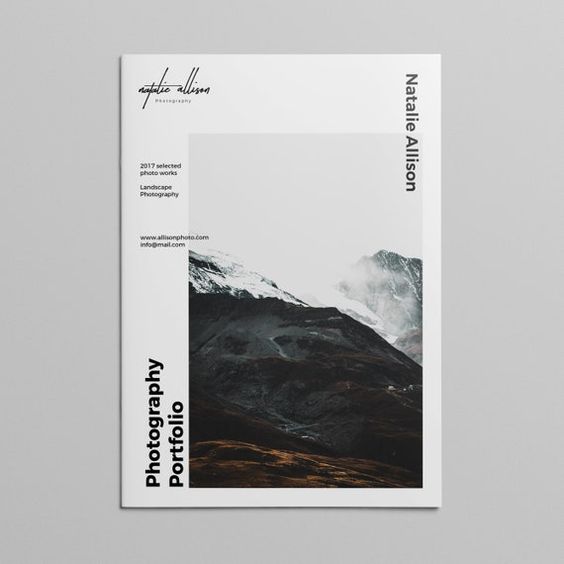 natalie allison
Photography
Natalie Allison
2017 selected
photo works
Landscape
Photography
www.allisonphoto.com
info@mail.com
Photography
Portfolio